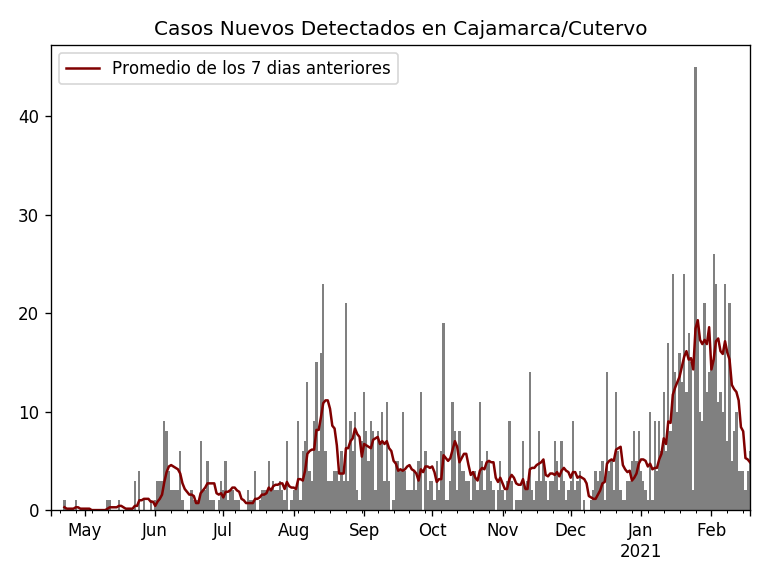 Casos Nuevos Detectados en Cajamarca/Cutervo
Promedio de los 7 dias anteriores
40
30
20
10
0
May Jun Jul Aug Sep Oct Nov Dec Jan Feb
2021